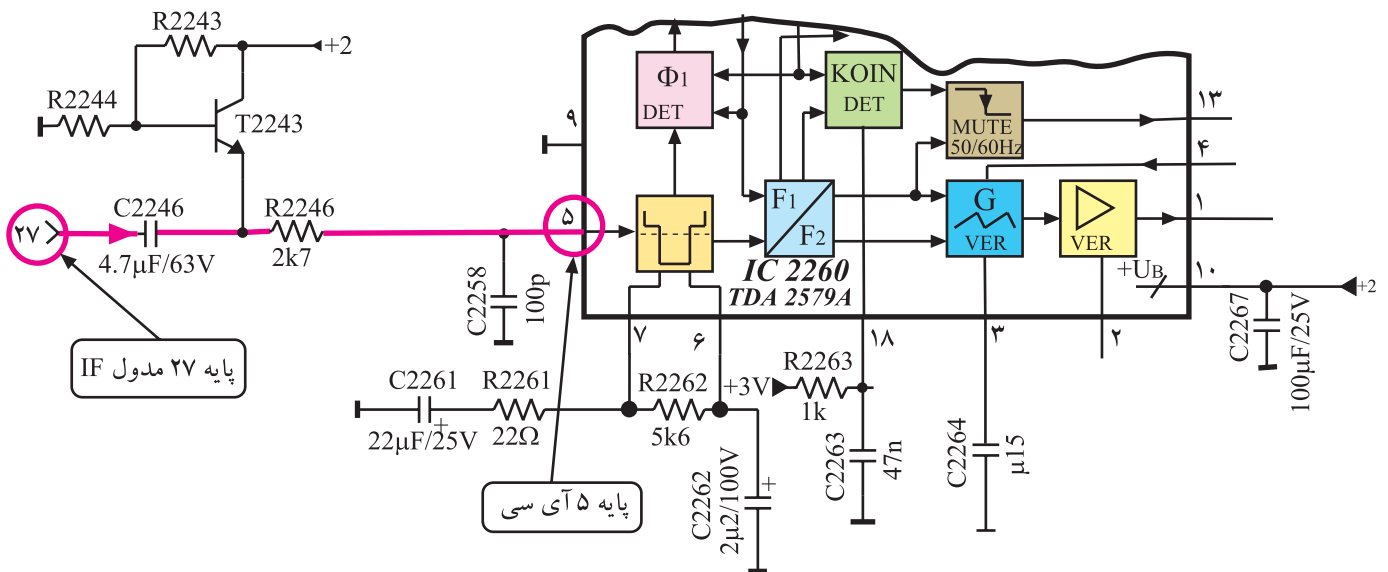 R2243
+2
R2244
T2243
۲۷
C2246
4.7μF/63V
R2246
2k7
C2258
100p
۵
۹
Φ1
DET
KOIN
DET
MUTE
50/60Hz
۱۳
۴
F1
F2
G
VER
VER
۱
IC 2260
TDA 2579A
+UB
۱۰
+2
C2267
100μF/25V
۷
۶
۱۸
۳
۲
پایه ۲۷ مدول IF
C2261
22μF/25V
R2261
22Ω
R2262
5k6
+3V
R2263
1k
C2262
2μ2/100V
+
+
C2263
47n
C2264
μ15
پایه ۵ آی سی